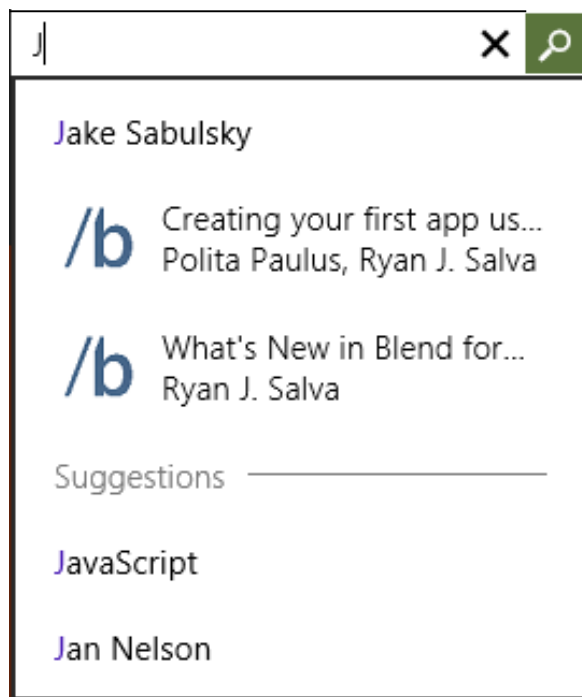 J
Jake Sabulsky
/b
Creating your first app us...
Polita Paulus, Ryan J. Salva
/b
What's New in Blend for...
Ryan J. Salva
Suggestions
JavaScript
Jan Nelson